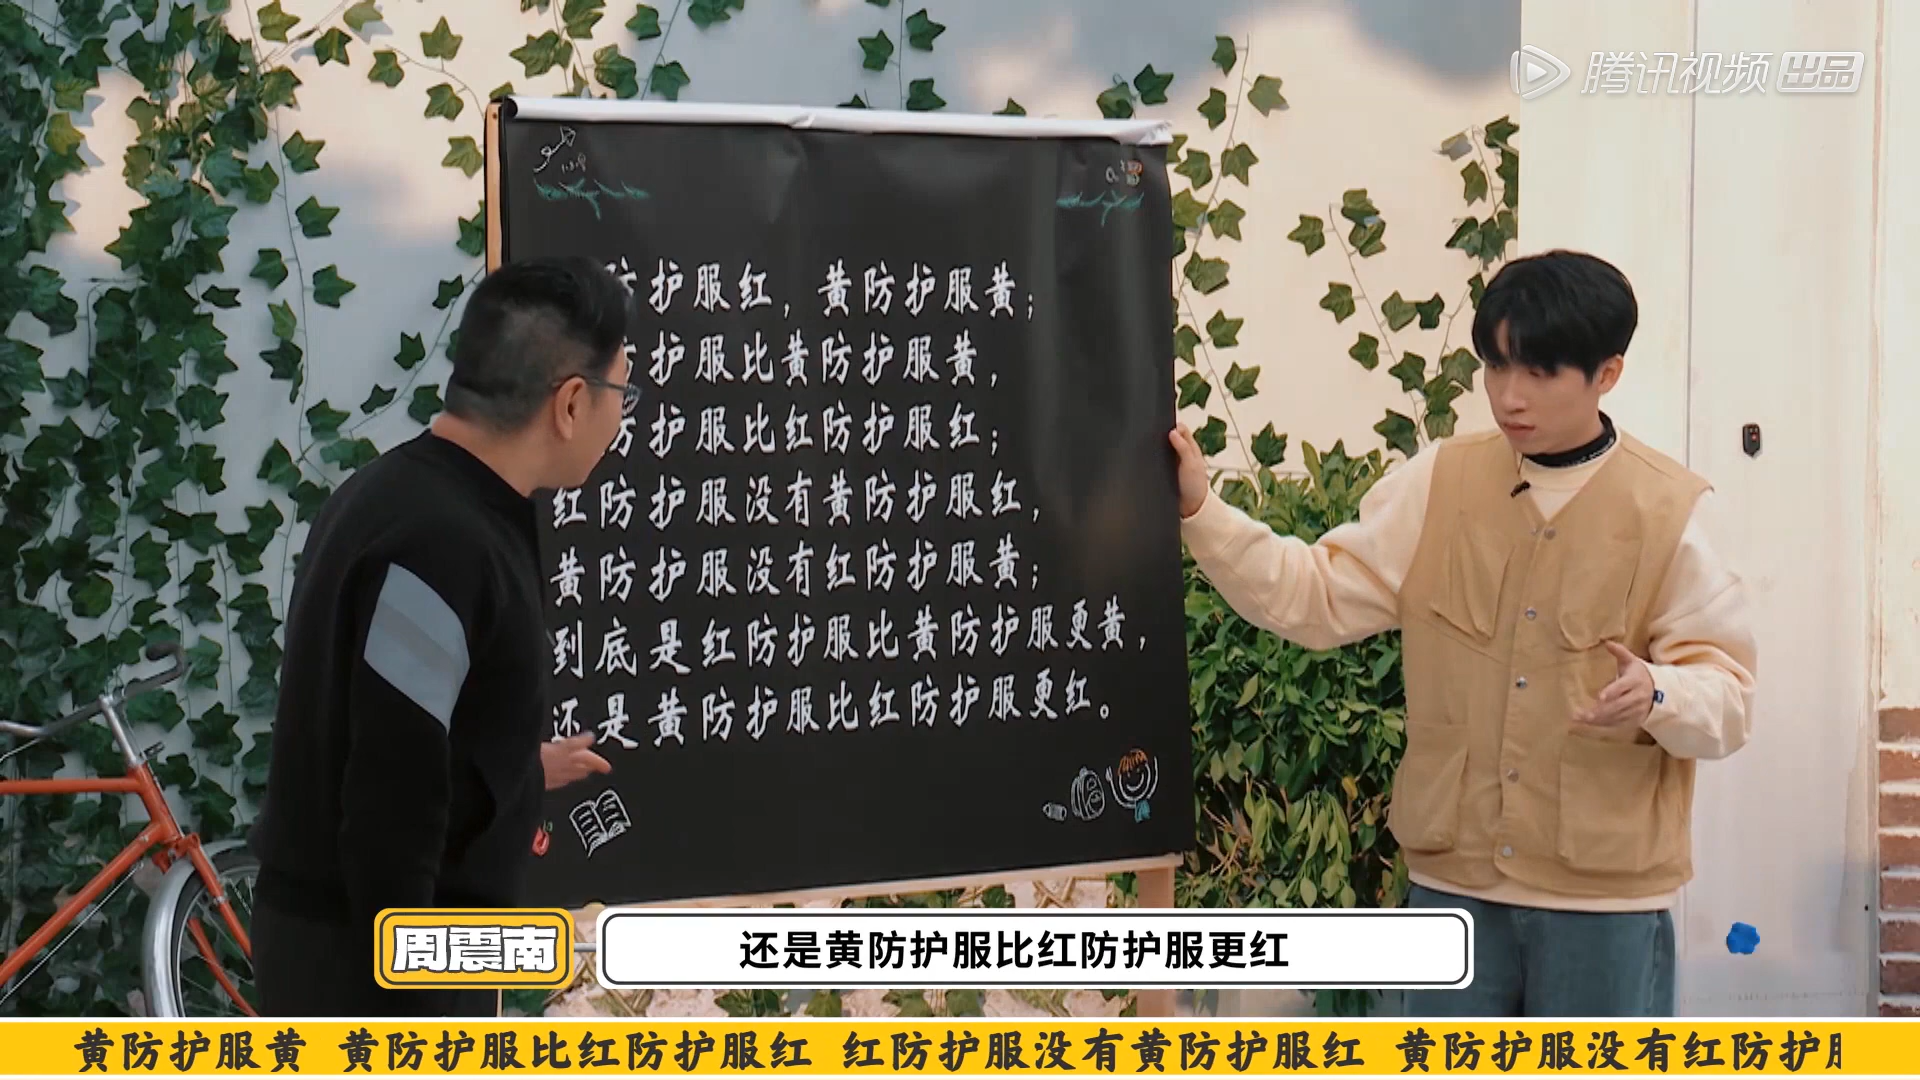 腾讯视频 出品
防护服红，黄防护服黄；
防护服比黄防护服黄，
防护服比红防护服红；
红防护服没有黄防护服红，
黄防护服没有红防护服黄；
到底是红防护服比黄防护服更黄，
还是黄防护服比红防护服更红。
周震南
还是黄防护服比红防护服更红
黄防护服黄 黄防护服比红防护服红 红防护服没有黄防护服红 黄防护服没有红防护